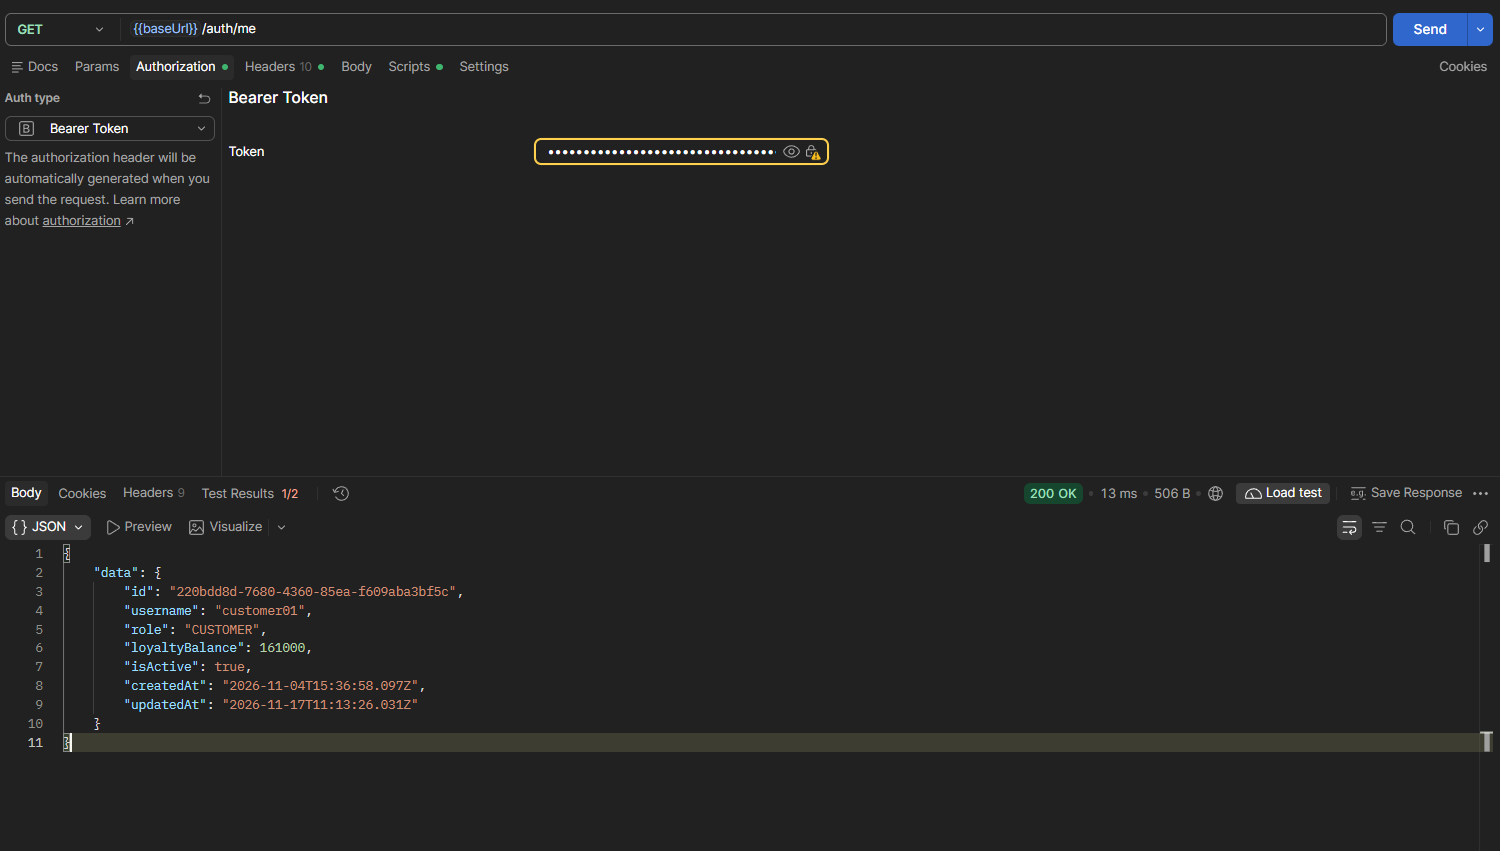 GET {{baseUrl}} /auth/me Send
Docs Params Authorization Headers 10 Body Scripts Settings Cookies
Auth type
Bearer Token
B Bearer Token
The authorization header will be
automatically generated when you
send the request. Learn more
about authorization ↗
Token ••••••••••••••••••••••••••••••••
Body Cookies Headers 9 Test Results 1/2 200 OK • 13 ms • 506 B • Load test e.g. Save Response
{} JSON Preview Visualize
1 {
2 "data": {
3 "id": "220bdd8d-7680-4360-85ea-f609aba3bf5c",
4 "username": "customer01",
5 "role": "CUSTOMER",
6 "loyaltyBalance": 161000,
7 "isActive": true,
8 "createdAt": "2026-11-04T15:36:58.097Z",
9 "updatedAt": "2026-11-17T11:13:26.031Z"
10 }
11 }